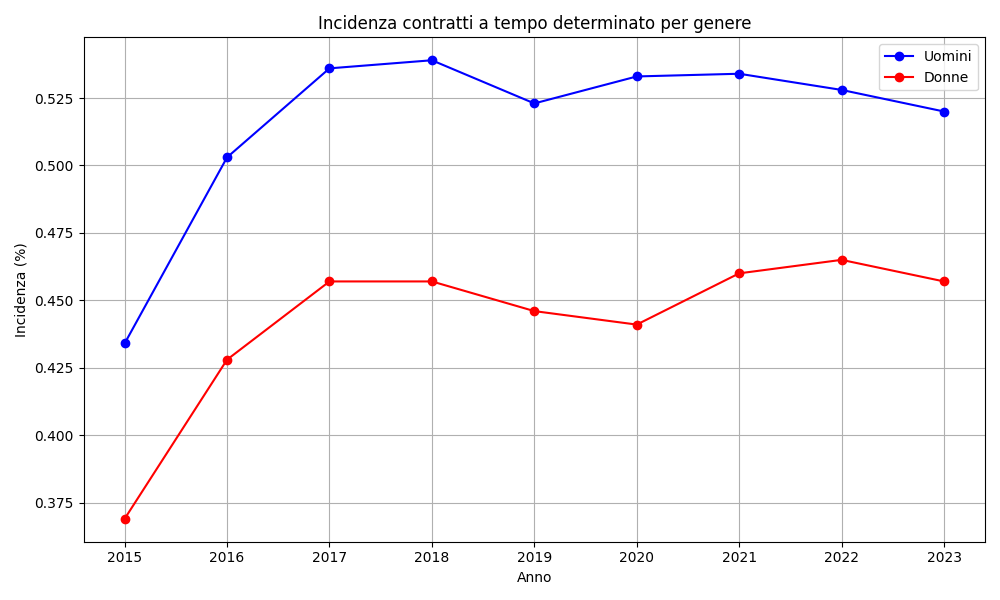 Incidenza contratti a tempo determinato per genere
Uomini
Donne
Incidenza (%)
0.525
0.500
0.475
0.450
0.425
0.400
0.375
2015 2016 2017 2018 2019 2020 2021 2022 2023
Anno